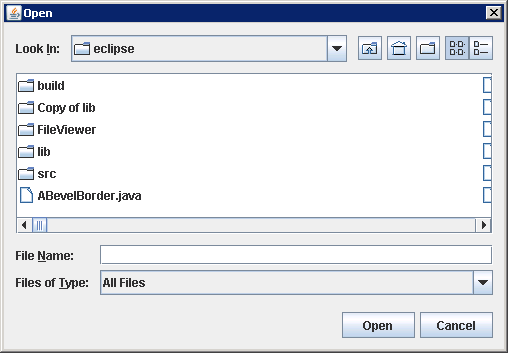 Open
Look In: eclipse
build
Copy of lib
FileViewer
lib
src
ABevelBorder.java
File Name:
Files of Type: All Files
Open Cancel